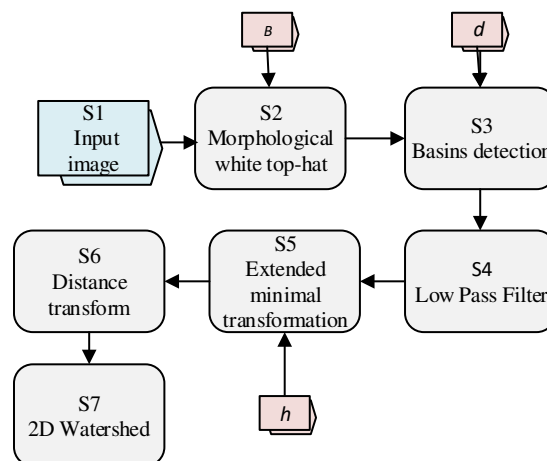 B
d
S1
Input
image
S2
Morphological
white top-hat
S3
Basins detection
S6
Distance
transform
S5
Extended
minimal
transformation
S4
Low Pass Filter
S7
2D Watershed
h